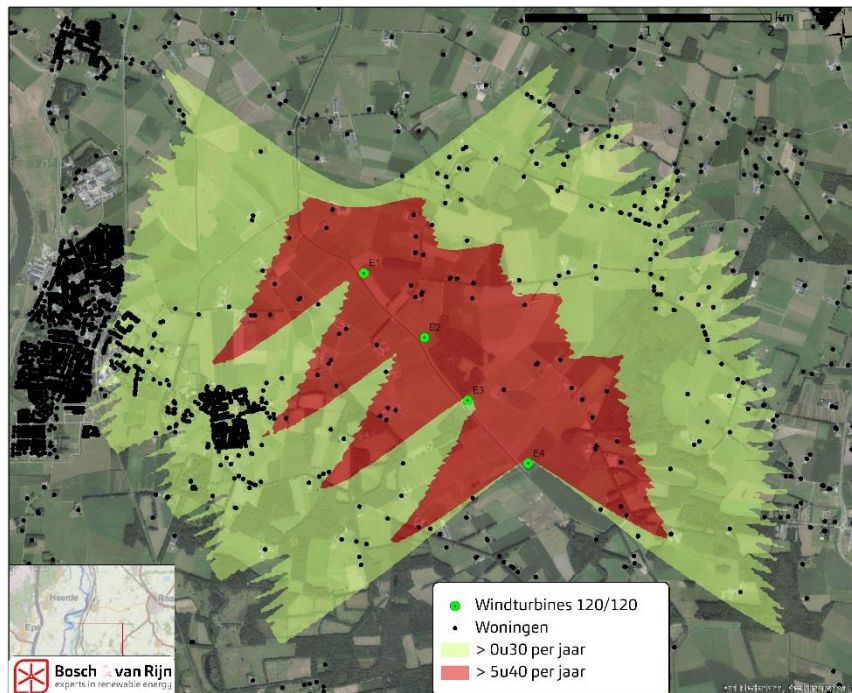 km
0 1 2
E1
E2
E3
E4
Heerde
Epe
Windturbines 120/120
Woningen
> 0u30 per jaar
> 5u40 per jaar
Bosch & van Rijn
experts in renewable energy